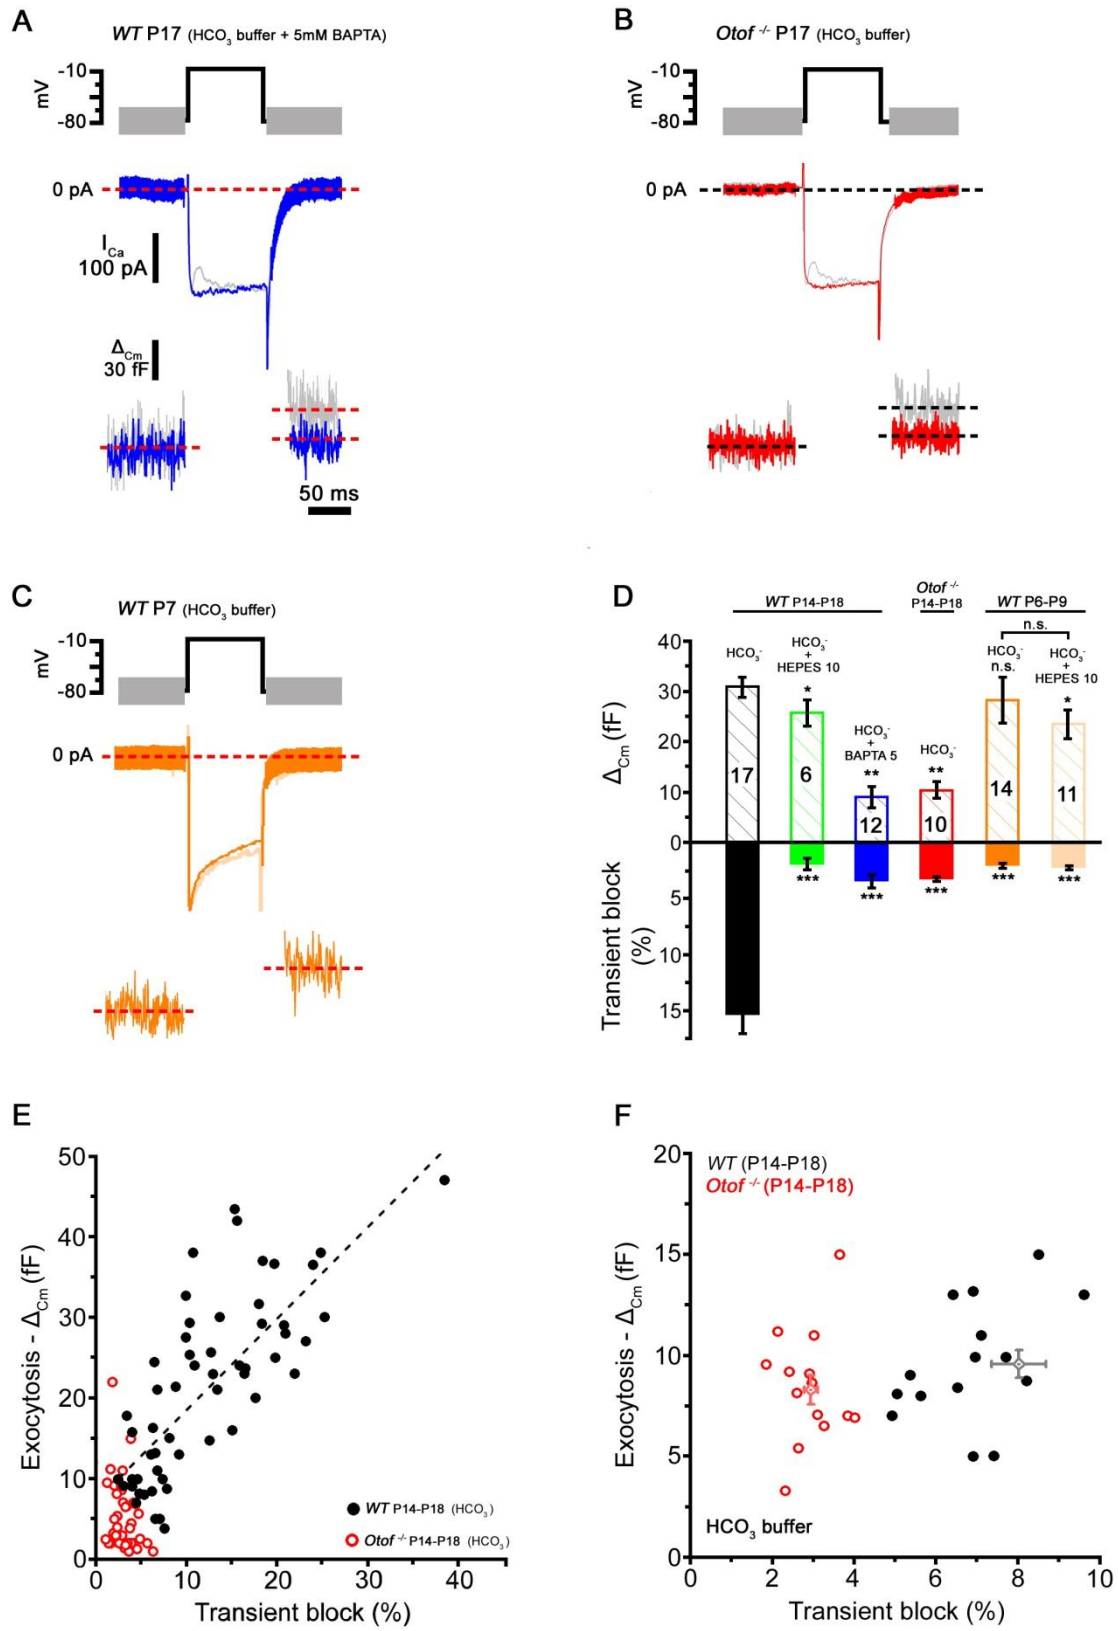 A
WT P17 (HCO3 buffer + 5mM BAPTA)
-10
mV
-80
0 pA
ICa
100 pA
ΔCm
30 fF
50 ms
B
Otof -/- P17 (HCO3 buffer)
-10
mV
-80
0 pA
C
WT P7 (HCO3 buffer)
-10
mV
-80
0 pA
D
WT P14-P18
Otof -/-
P14-P18
WT P6-P9
n.s.
HCO3-
HCO3-
+
HEPES 10
*
HCO3-
+
BAPTA 5
**
HCO3-
**
HCO3-
n.s.
HCO3-
+
HEPES 10
*
40
30
20
10
0
5
10
15
ΔCm (fF)
Transient block
(%)
17
6
12
10
14
11
***
***
***
***
***
E
50
40
30
20
10
0
Exocytosis - ΔCm (fF)
WT P14-P18 (HCO3)
Otof -/- P14-P18 (HCO3)
0 10 20 30 40
Transient block (%)
F
20
15
10
5
0
Exocytosis - ΔCm (fF)
WT (P14-P18)
Otof -/- (P14-P18)
HCO3 buffer
0 2 4 6 8 10
Transient block (%)